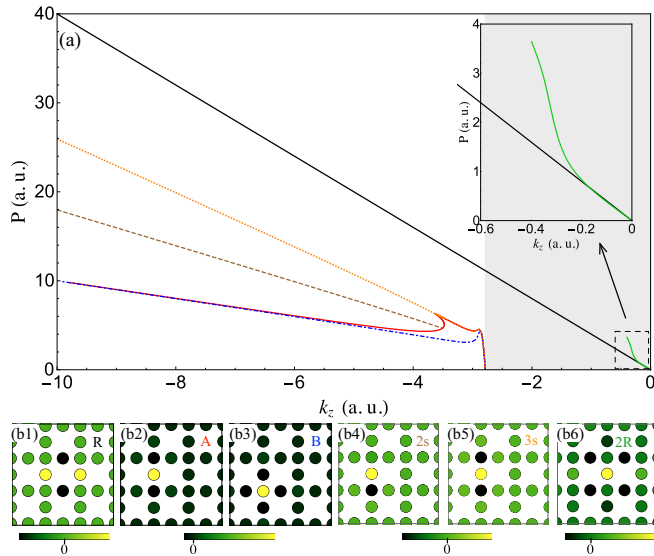 (a)
40
30
20
10
0
P (a. u.)
-10
-8
-6
-4
-2
0
k_z (a. u.)
4
3
2
1
0
P (a. u.)
-0.6
-0.4
-0.2
0
k_z (a. u.)
(b1) R
(b2) A
(b3) B
(b4) 2s
(b5) 3s
(b6) 2R
0
0
0
0